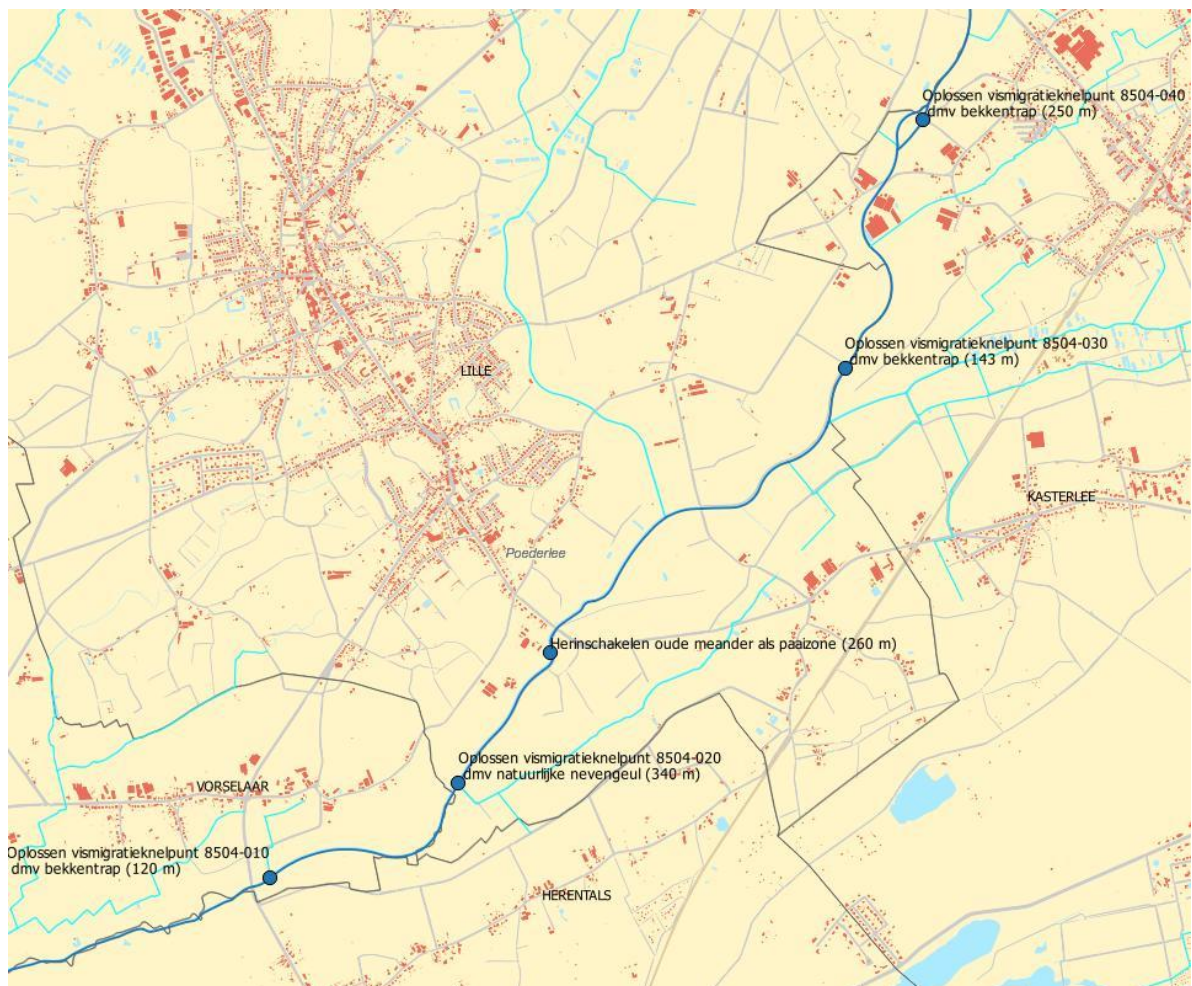 Oplossen vismigratieknelpunt 8504-040
dmv bekkentrap (250 m)
Oplossen vismigratieknelpunt 8504-030
dmv bekkentrap (143 m)
LILLE
KASTERLEE
Poederlee
Herinschakelen oude meander als paaizone (260 m)
Oplossen vismigratieknelpunt 8504-020
dmv natuurlijke nevengeul (340 m)
VORSELAAR
Oplossen vismigratieknelpunt 8504-010
dmv bekkentrap (120 m)
HERENTALS